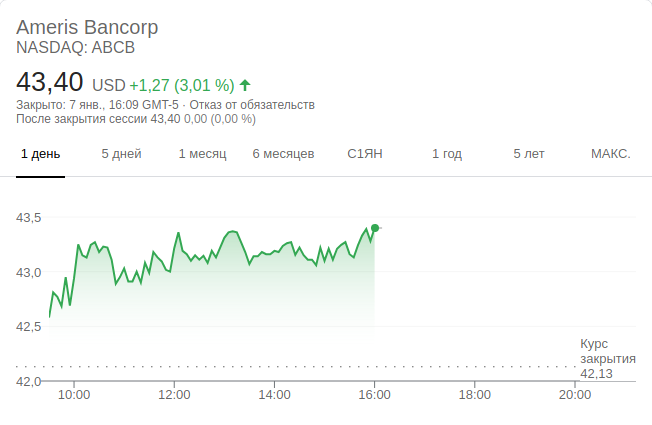 Ameris Bancorp
NASDAQ: ABCB
43,40 USD +1,27 (3,01 %)
Закрыто: 7 янв., 16:09 GMT-5 · Отказ от обязательств
После закрытия сессии 43,40 0,00 (0,00 %)
1 день 5 дней 1 месяц 6 месяцев С1ЯН 1 год 5 лет МАКС.
43,5
43,0
42,5
Курс
закрытия
42,13
42,0
10:00 12:00 14:00 16:00 18:00 20:00